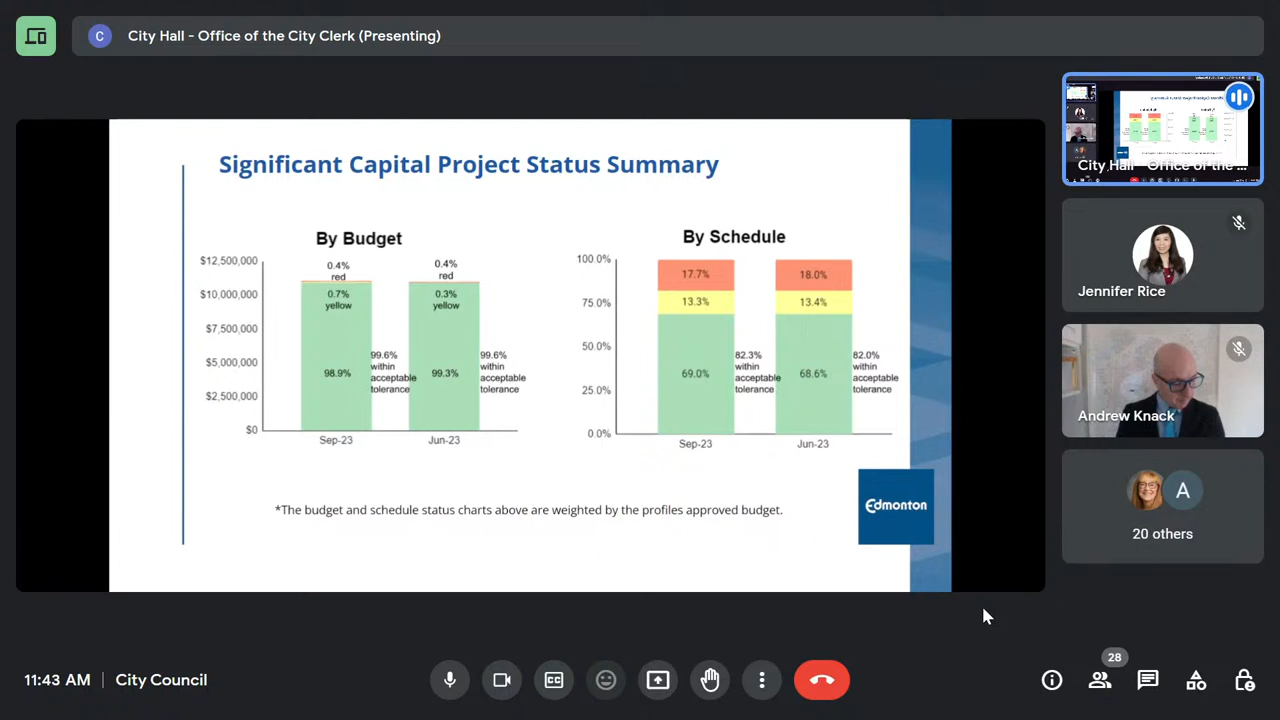 C
City Hall - Office of the City Clerk (Presenting)
Significant Capital Project Status Summary
By Budget
$12,500,000
$10,000,000
$7,500,000
$5,000,000
$2,500,000
$0
0.4%
red
0.7%
yellow
98.9%
99.6%
within
acceptable
tolerance
Sep-23
0.4%
red
0.3%
yellow
99.3%
99.6%
within
acceptable
tolerance
Jun-23
By Schedule
100.0%
75.0%
50.0%
25.0%
0.0%
17.7%
13.3%
69.0%
82.3%
within
acceptable
tolerance
Sep-23
18.0%
13.4%
68.6%
82.0%
within
acceptable
tolerance
Jun-23
*The budget and schedule status charts above are weighted by the profiles approved budget.
Edmonton
City Hall - Office of the ...
Jennifer Rice
Andrew Knack
A
20 others
11:43 AM
City Council
CC
28